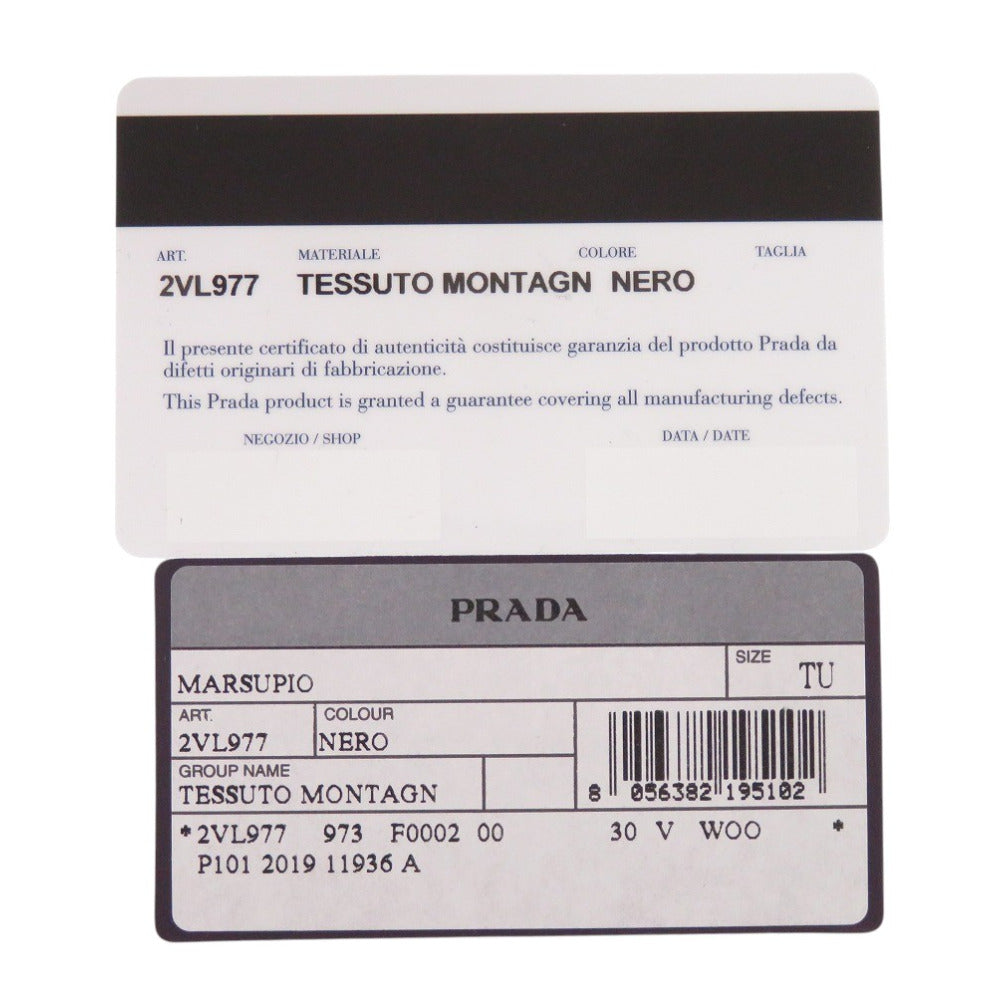 ART. MATERIALE COLORE TAGLIA
2VL977 TESSUTO MONTAGN NERO
Il presente certificato di autenticità costituisce garanzia del prodotto Prada da
difetti originari di fabbricazione.
This Prada product is granted a guarantee covering all manufacturing defects.
NEGOZIO / SHOP DATA / DATE
PRADA
MARSUPIO SIZE TU
ART. COLOUR
2VL977 NERO
GROUP NAME
TESSUTO MONTAGN
8 056382 195102
*2VL977 973 F0002 00 30 V WOO *
P101 2019 11936 A